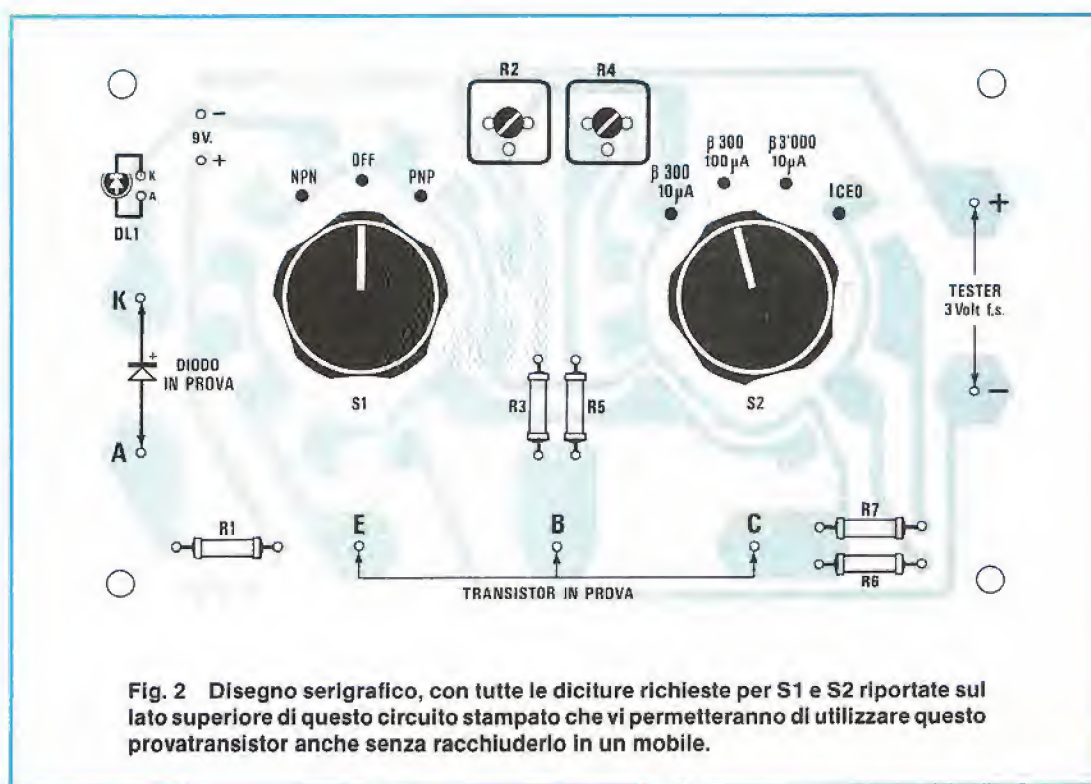 R2 R4
9V.
−
+
K
A
DL1
NPN OFF PNP
β 300
10µA
β 300
100µA
β 3'000
10µA
ICEO
+
TESTER
3 Volt f.s.
−
K
+
DIODO
IN PROVA
A
S1
R3 R5
S2
R1
E B C
R7
R6
TRANSISTOR IN PROVA
Fig. 2 Disegno serigrafico, con tutte le diciture richieste per S1 e S2 riportate sul
lato superiore di questo circuito stampato che vi permetteranno di utilizzare questo
provatransistor anche senza racchiuderlo in un mobile.